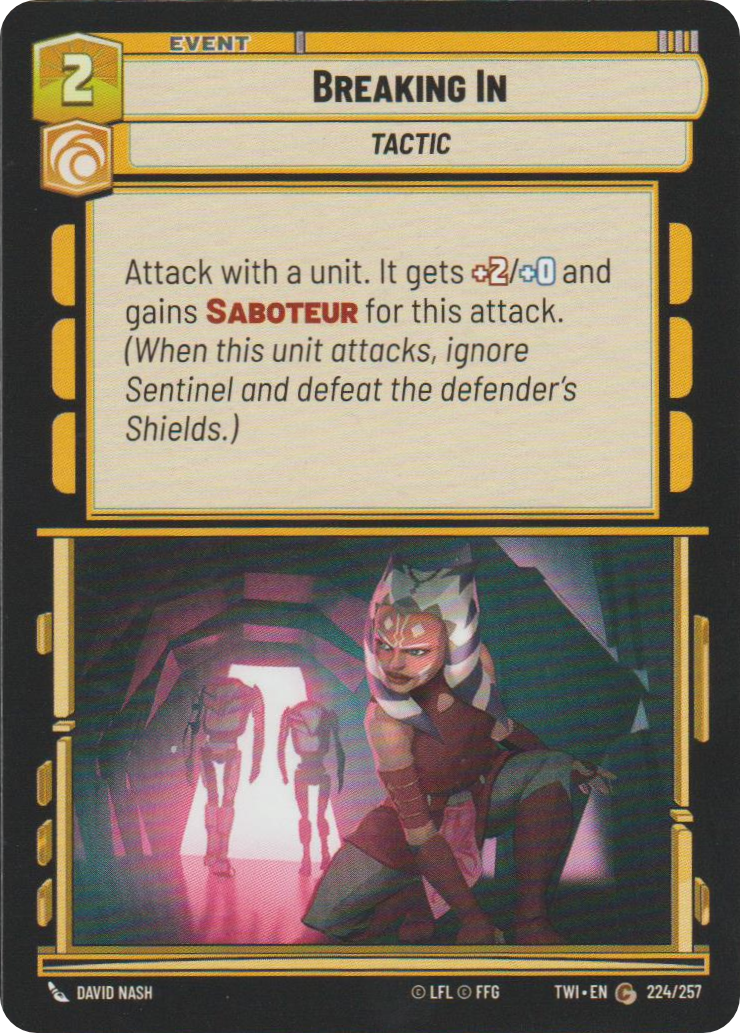 EVENT
2
BREAKING IN
TACTIC
Attack with a unit. It gets +2/+0 and
gains SABOTEUR for this attack.
(When this unit attacks, ignore
Sentinel and defeat the defender's
Shields.)
DAVID NASH
© LFL © FFG
TWI • EN C 224/257